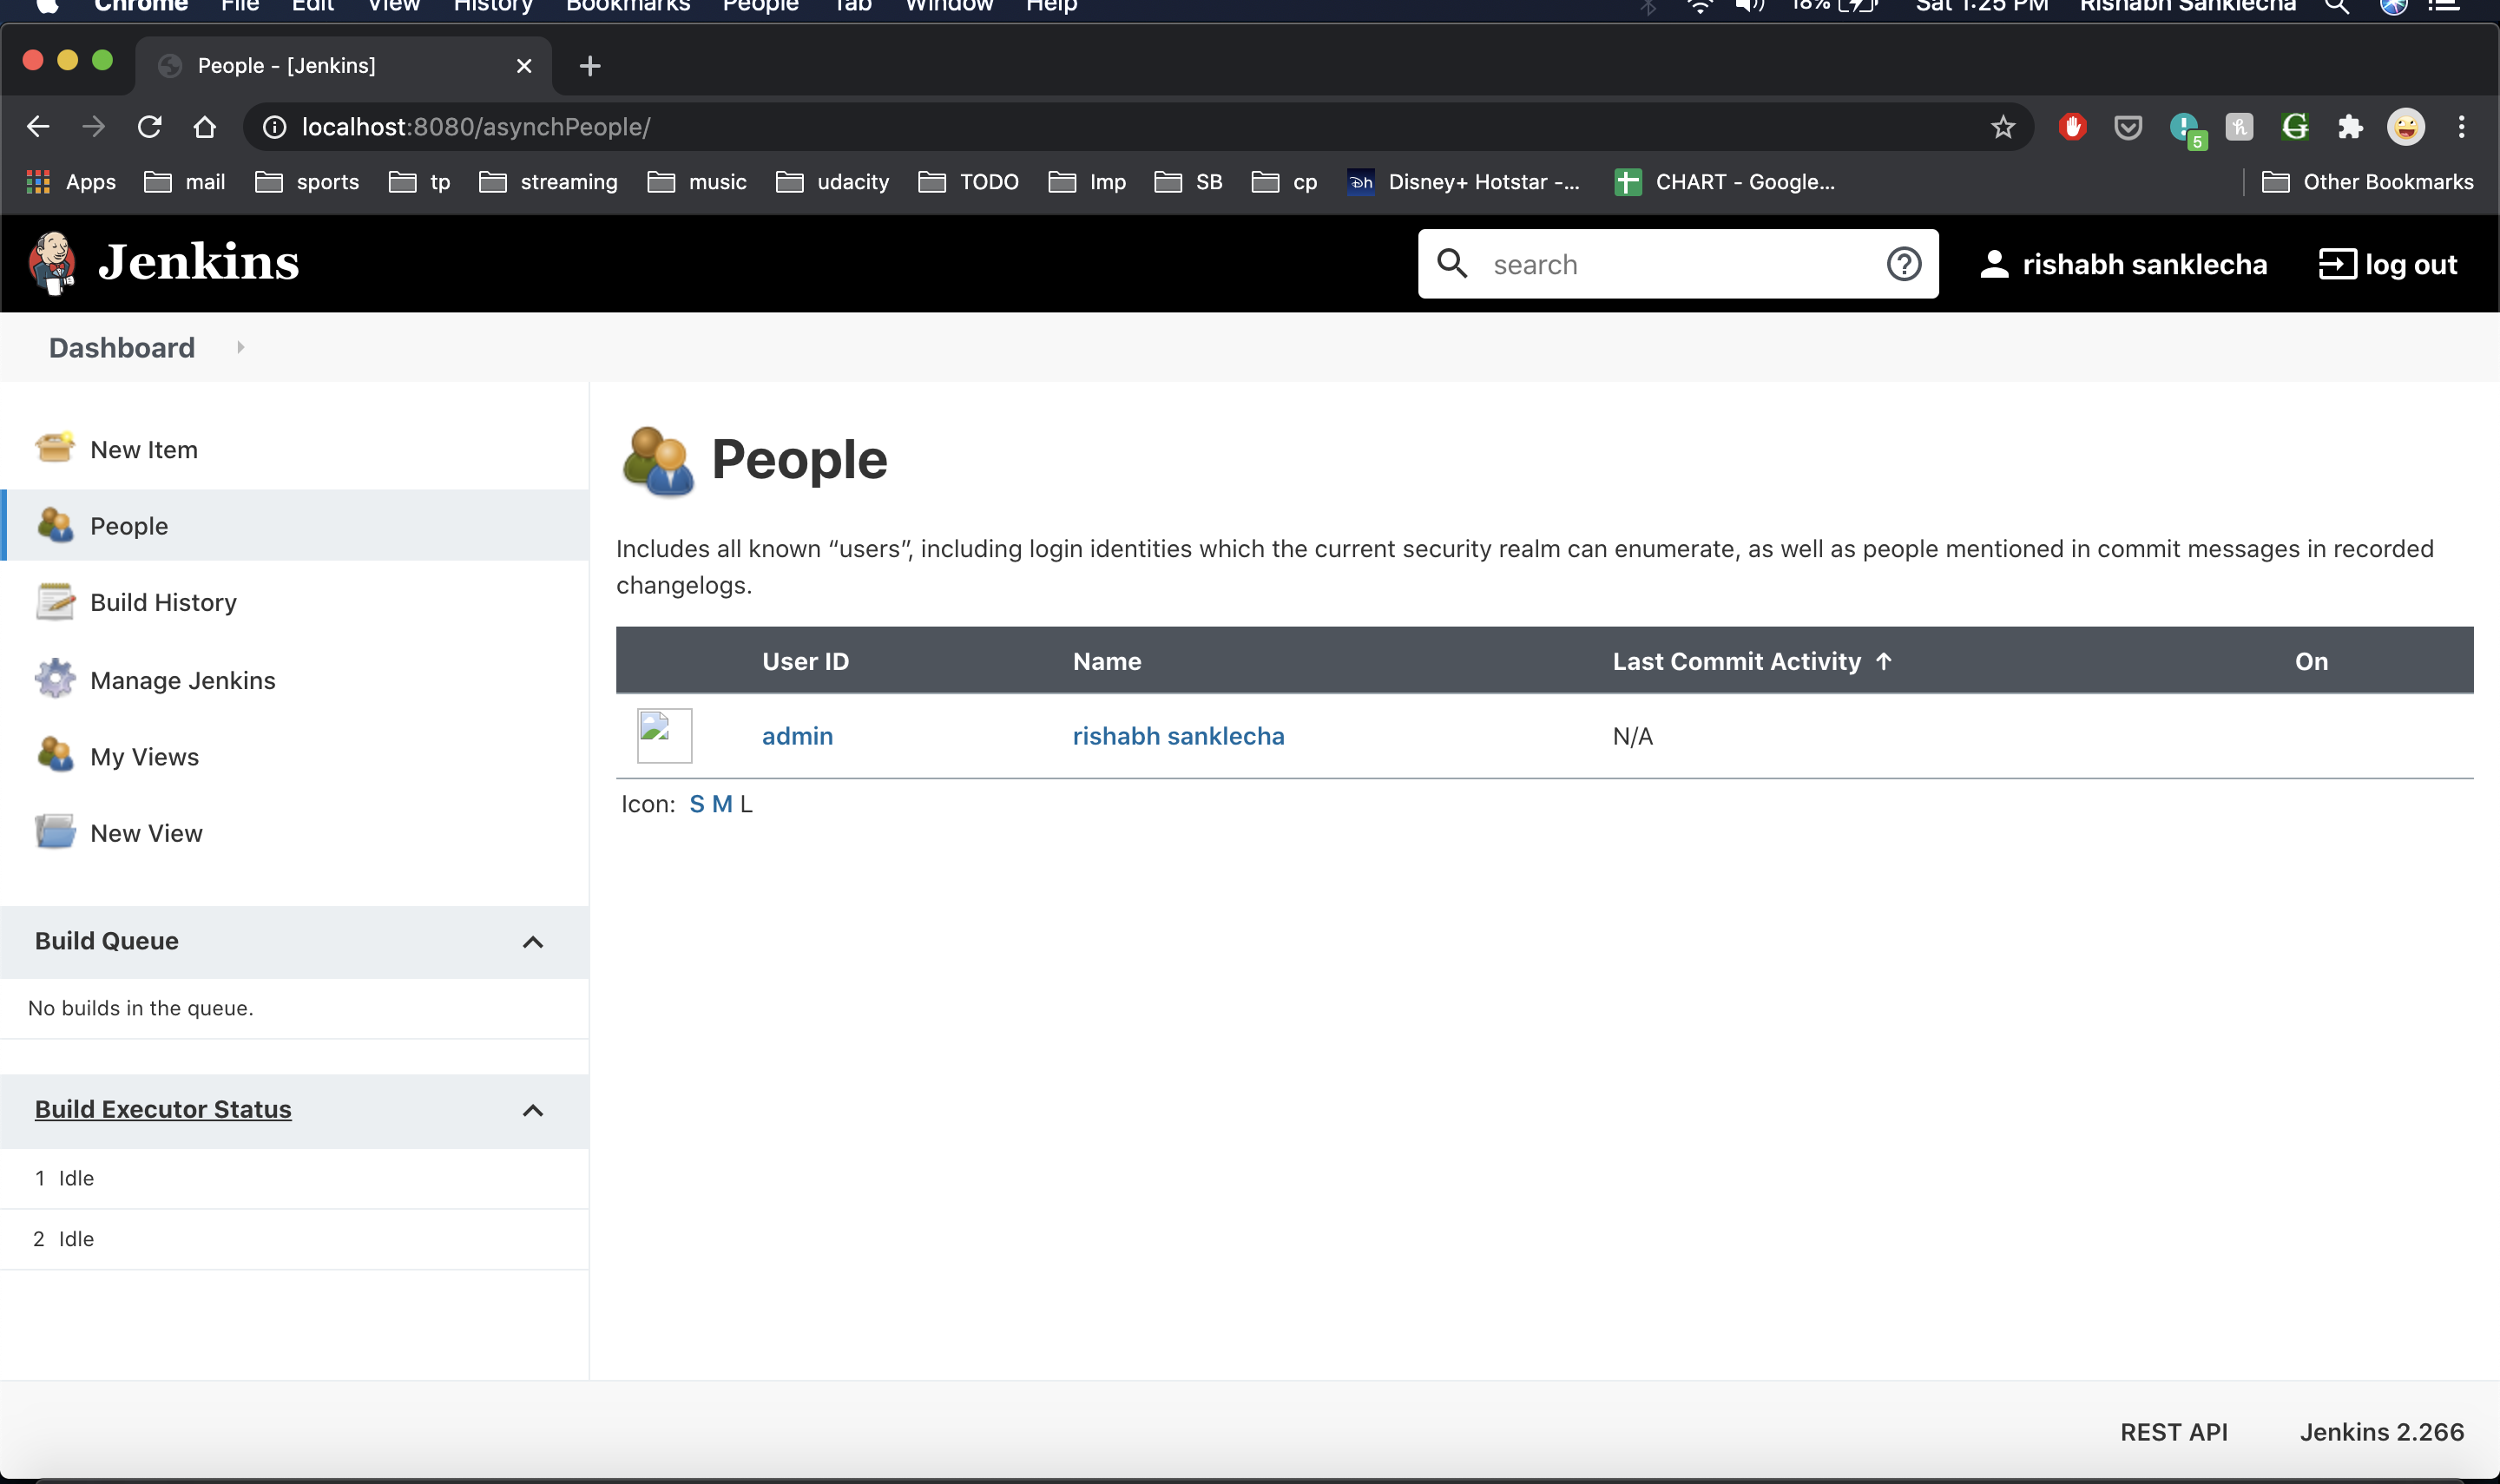 Chrome File Edit View History Bookmarks People Tab Window Help 18% Sat 1:25 PM Rishabh Sanklecha
People - [Jenkins]
localhost:8080/asynchPeople/
5
Apps mail sports tp streaming music udacity TODO Imp SB cp Disney+ Hotstar -... CHART - Google... Other Bookmarks
Jenkins search rishabh sanklecha log out
Dashboard
New Item
People
Build History
Manage Jenkins
My Views
New View
Build Queue
No builds in the queue.
Build Executor Status
1 Idle
2 Idle
People
Includes all known “users”, including login identities which the current security realm can enumerate, as well as people mentioned in commit messages in recorded
changelogs.
User ID Name Last Commit Activity ↑ On
admin rishabh sanklecha N/A
Icon: S M L
REST API Jenkins 2.266